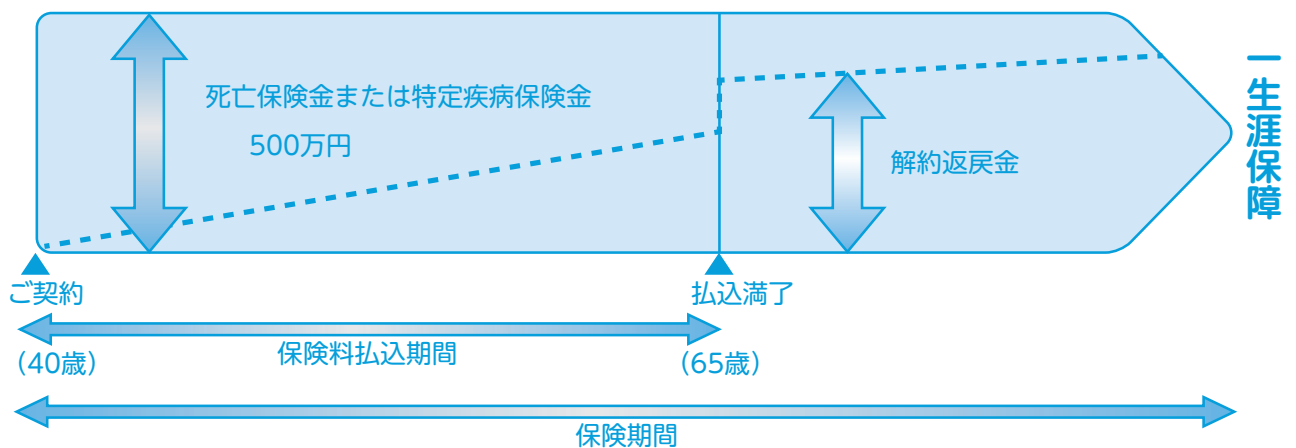 死亡保険金または特定疾病保険金
500万円
解約返戻金
一生涯保障
ご契約
払込満了
保険料払込期間
(40歳)
(65歳)
保険期間